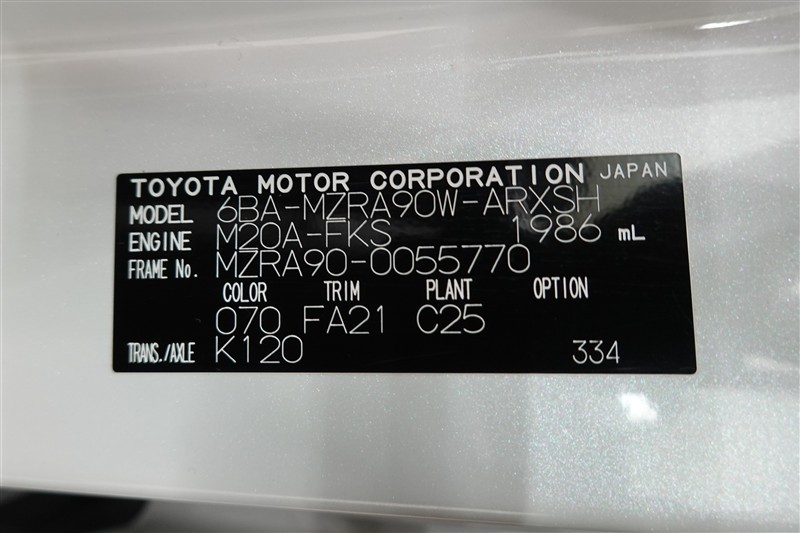 TOYOTA MOTOR CORPORATION JAPAN
MODEL 6BA-MZRA90W-ARXSH
ENGINE M20A-FKS 1986 mL
FRAME No. MZRA90-0055770
COLOR TRIM PLANT OPTION
070 FA21 C25
TRANS./AXLE K120 334